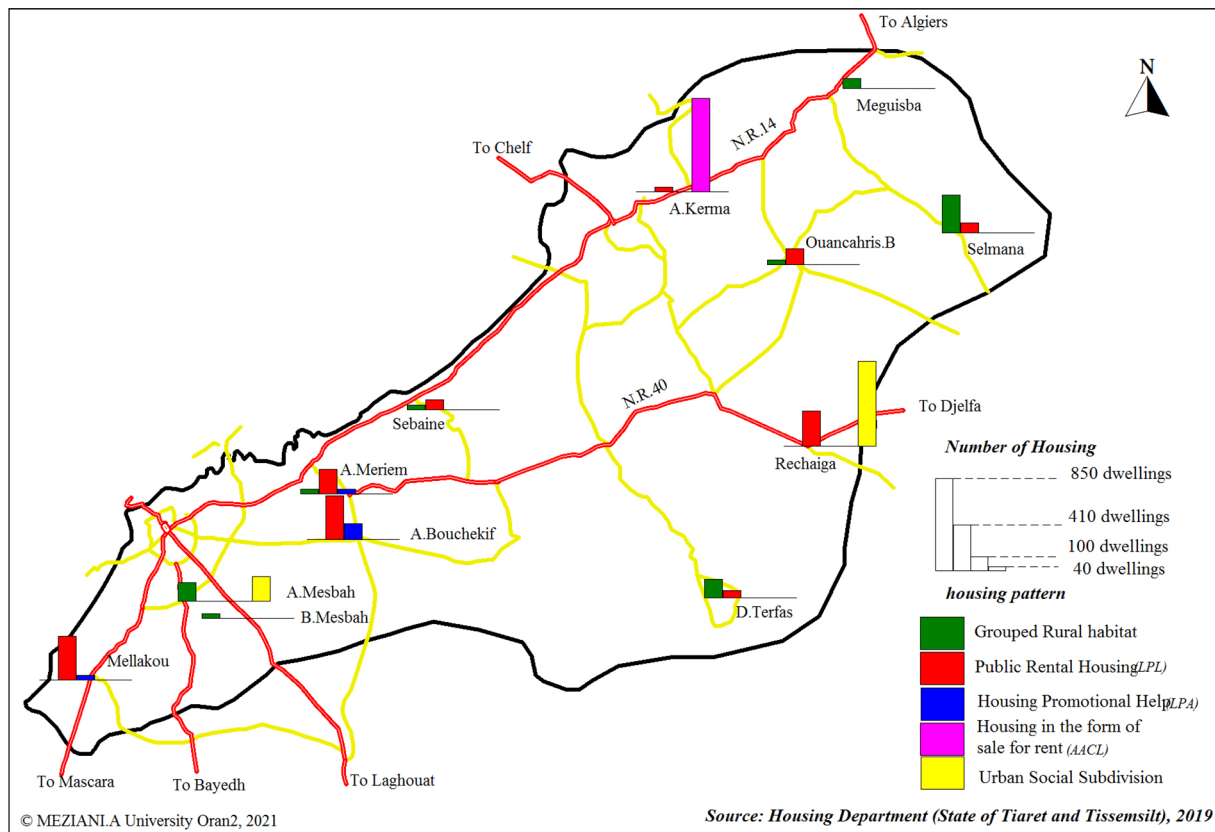 To Algiers
Meguisba
N
N.R.14
To Chelf
A.Kerma
Ouancahris.B
Selmana
N.R.40
To Djelfa
Sebaine
Rechaiga
A.Meriem
A.Bouchekif
A.Mesbah
B.Mesbah
D.Terfas
Mellakou
To Mascara
To Bayedh
To Laghouat
Number of Housing
850 dwellings
410 dwellings
100 dwellings
40 dwellings
housing pattern
Grouped Rural habitat
Public Rental Housing(LPL)
Housing Promotional Help(LPA)
Housing in the form of
sale for rent (AACL)
Urban Social Subdivision
© MEZIANI.A University Oran2, 2021
Source: Housing Department (State of Tiaret and Tissemsilt), 2019